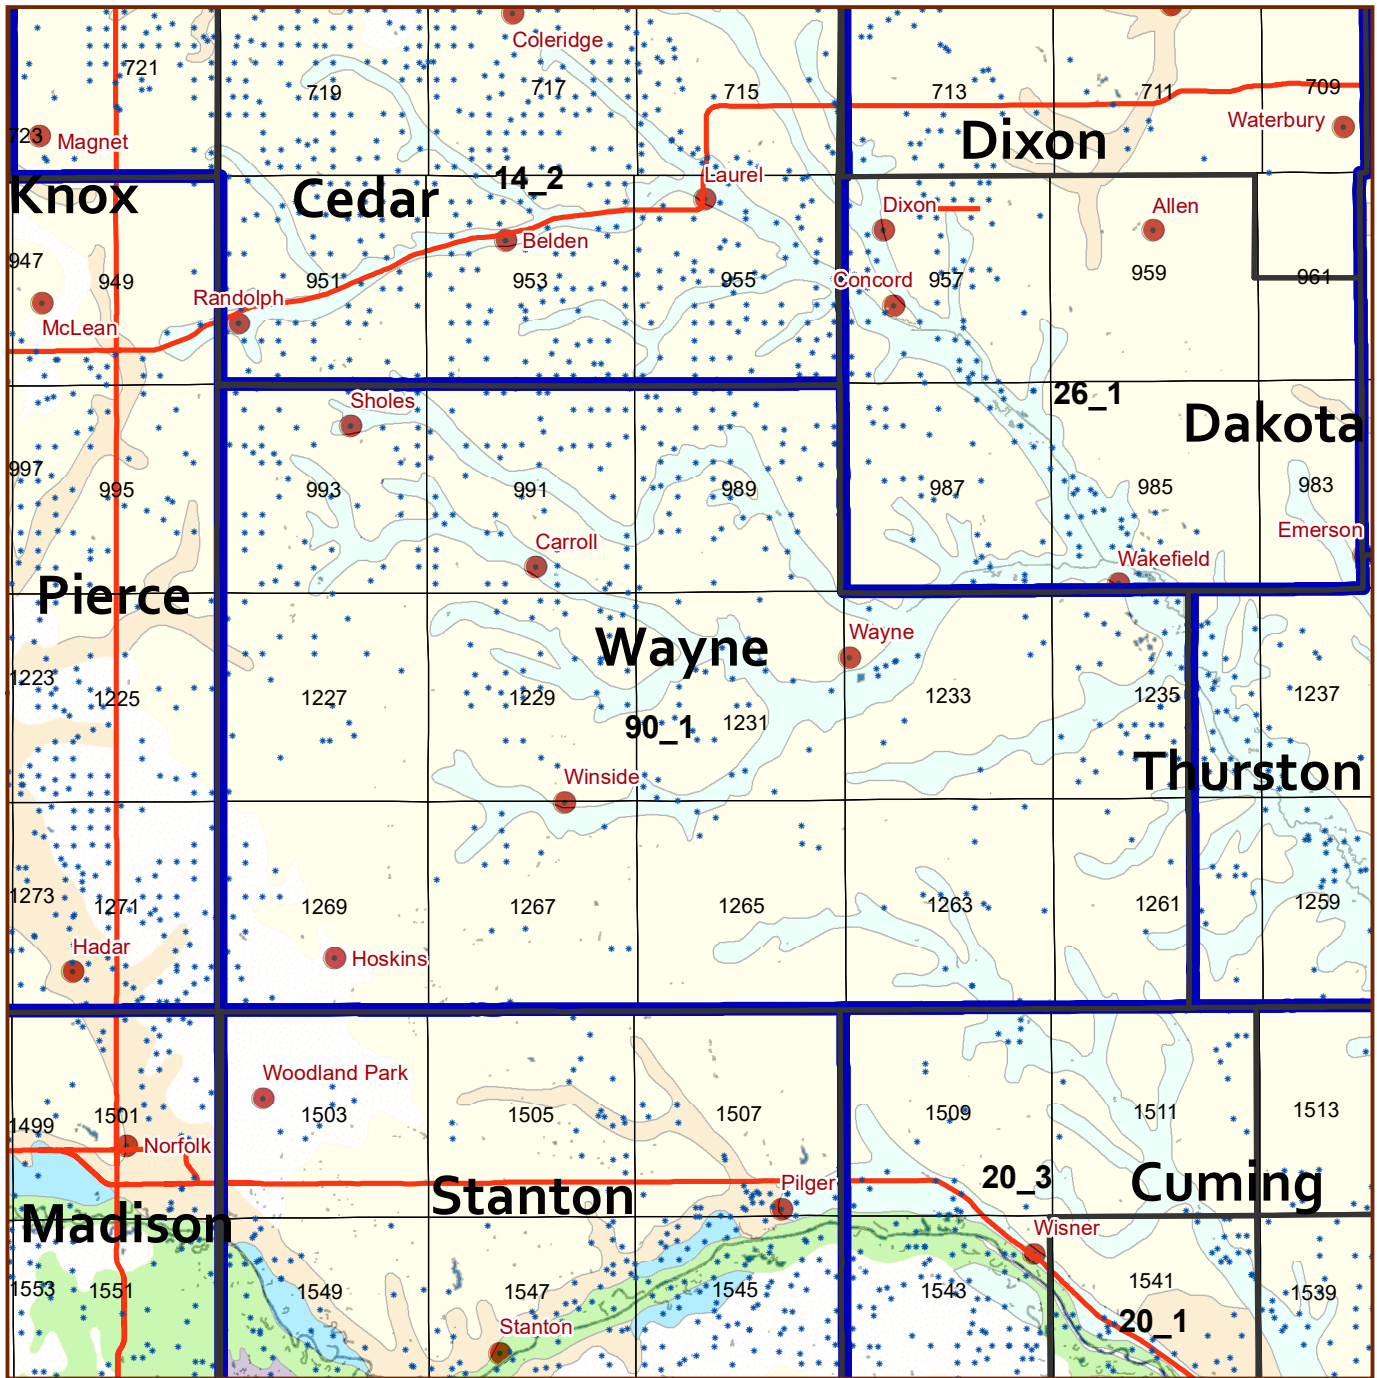 Coleridge
721
719
717
715
713
711
709
723
Magnet
Dixon
Waterbury
Knox
Cedar
14_2
Laurel
Dixon
Allen
Belden
947
949
951
953
955
Concord
957
959
961
Randolph
McLean
Sholes
26_1
Dakota
997
995
993
991
989
987
985
983
Carroll
Emerson
Wakefield
Pierce
Wayne
Wayne
1223
1225
1227
1229
90_1
1231
1233
1235
1237
Winside
Thurston
1273
1271
1269
1267
1265
1263
1261
1259
Hadar
Hoskins
Woodland Park
1499
1501
1503
1505
1507
1509
1511
1513
Norfolk
Madison
Stanton
Pilger
20_3
Cuming
Wisner
1553
1551
1549
1547
1545
1543
1541
1539
Stanton
20_1